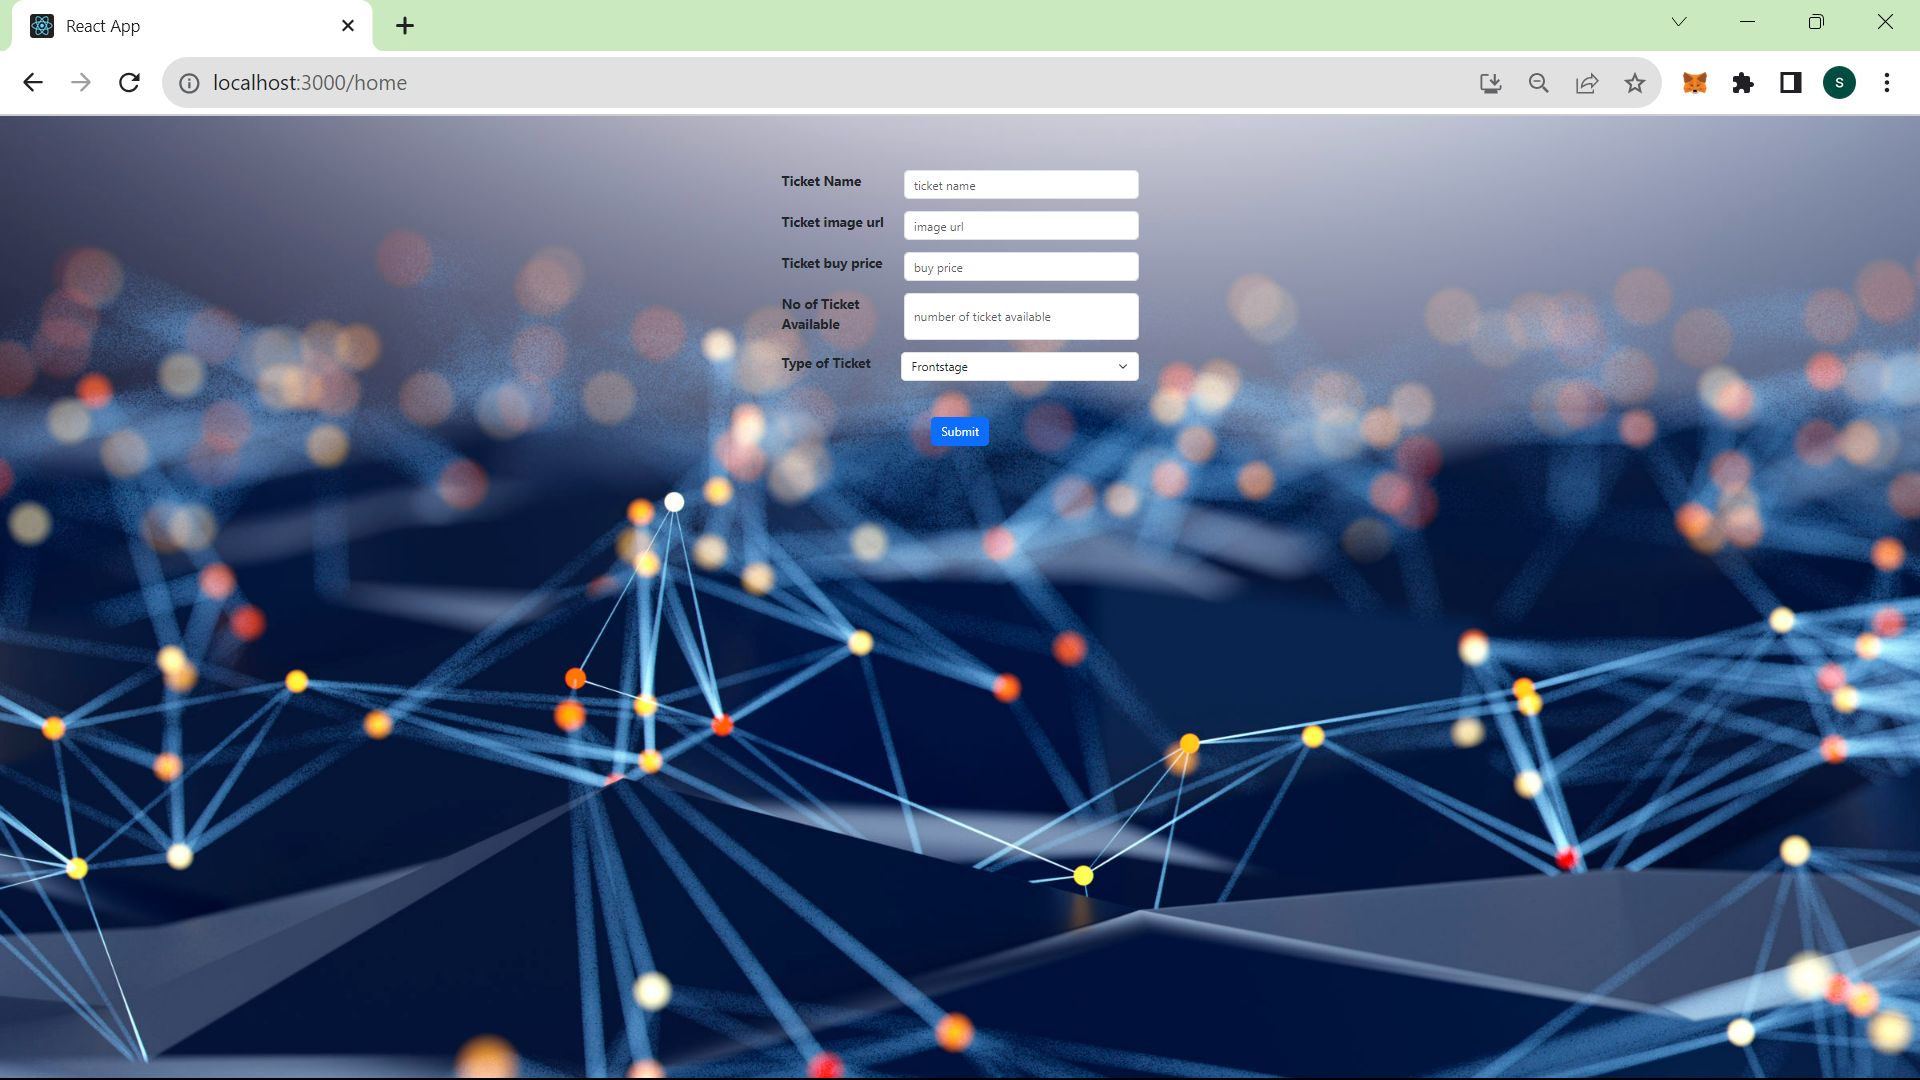 React App
localhost:3000/home
S
Ticket Name
ticket name
Ticket image url
image url
Ticket buy price
buy price
No of Ticket
Available
number of ticket available
Type of Ticket
Frontstage
Submit